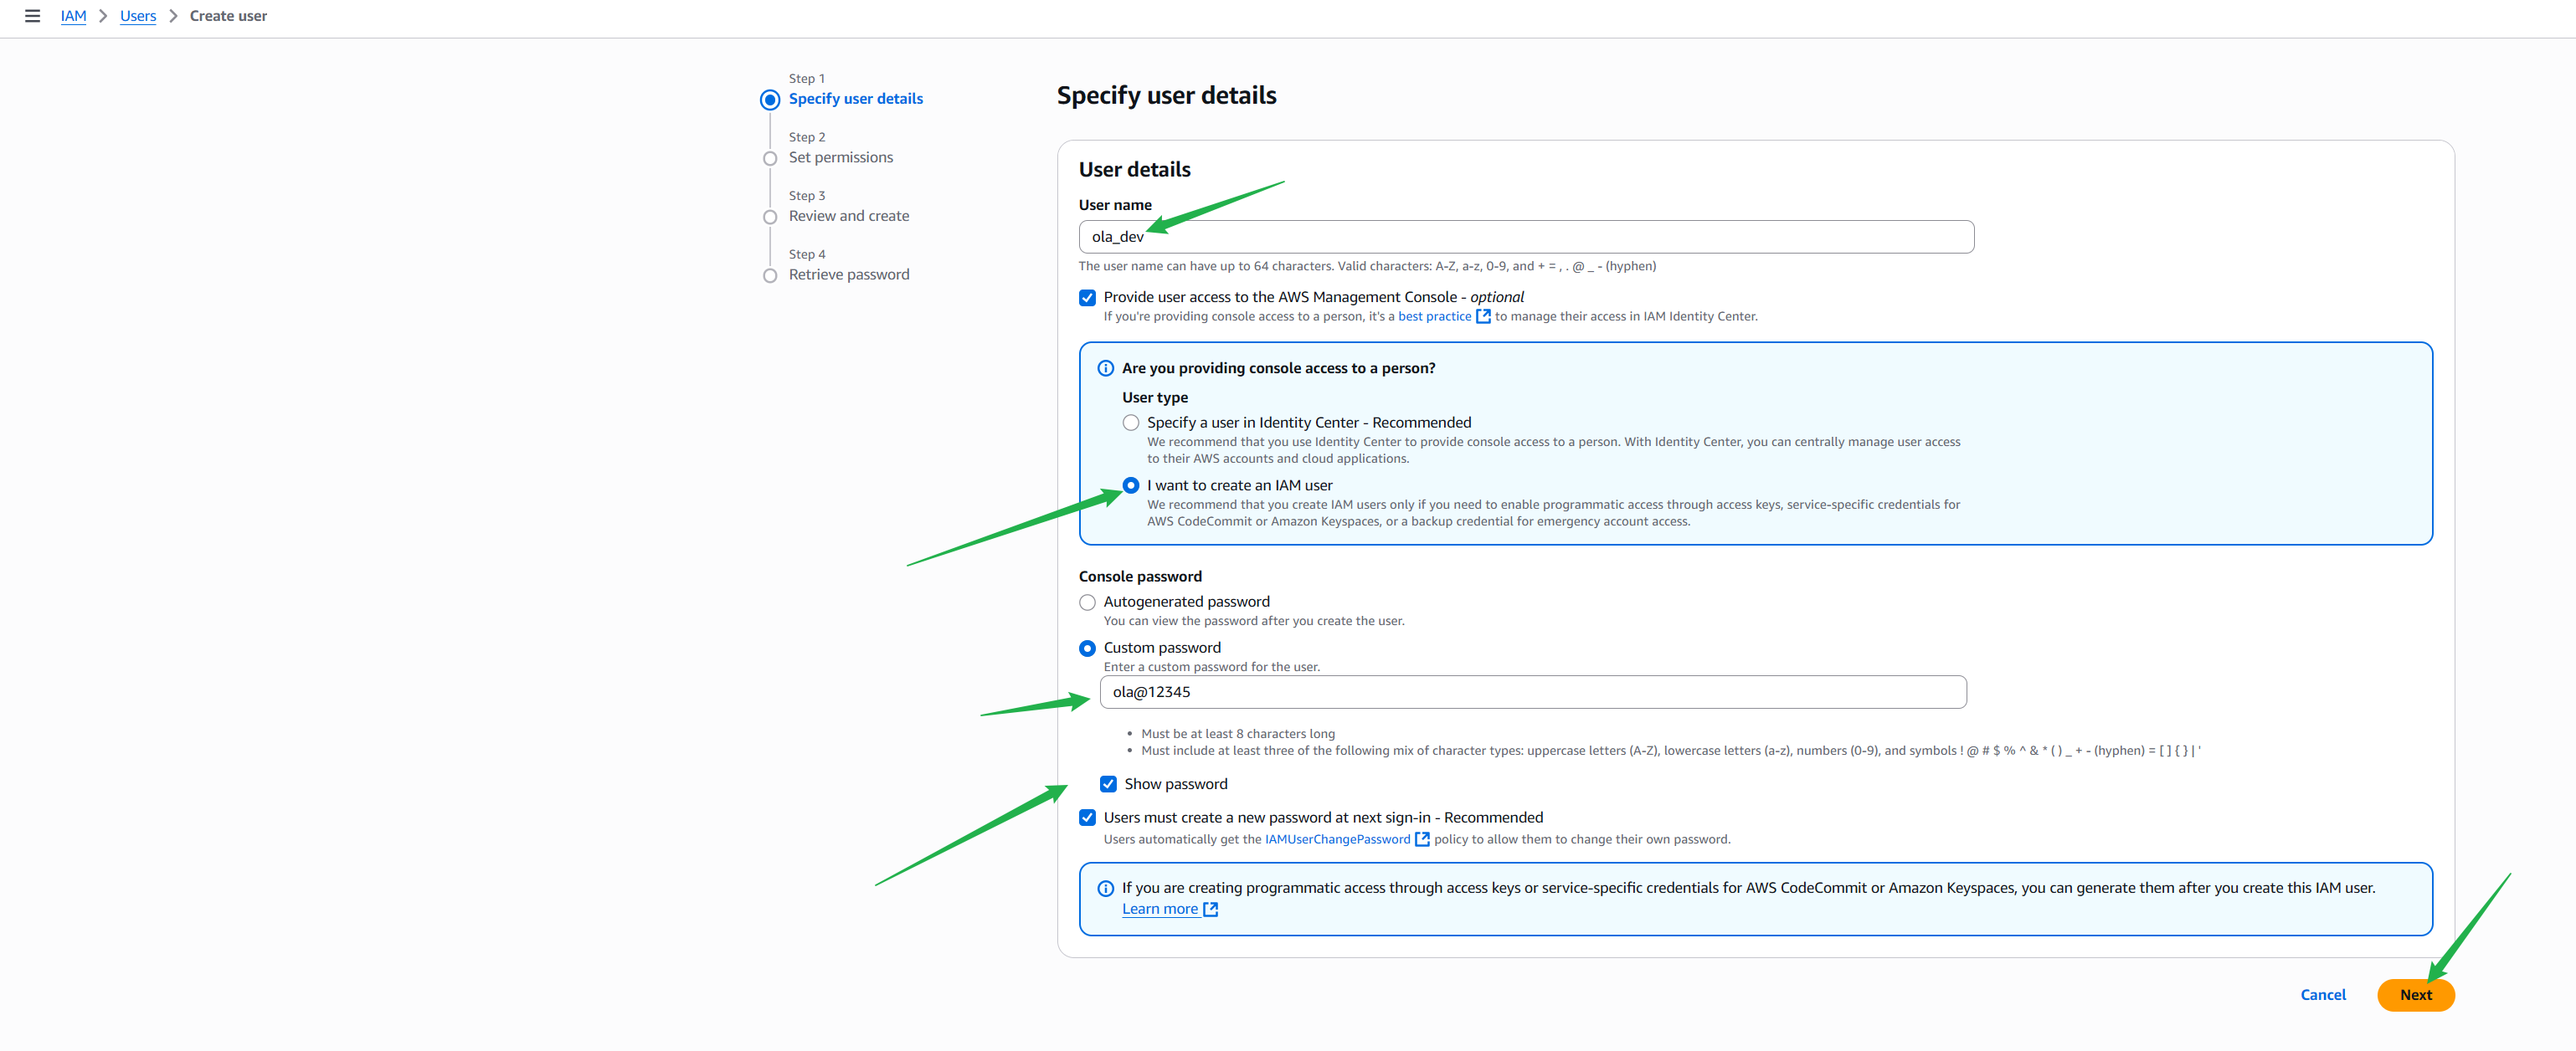 IAM > Users > Create user
Step 1
Specify user details
Step 2
Set permissions
Step 3
Review and create
Step 4
Retrieve password
Specify user details
User details
User name
ola_dev
The user name can have up to 64 characters. Valid characters: A-Z, a-z, 0-9, and + = , . @ _ - (hyphen)
Provide user access to the AWS Management Console - optional
If you're providing console access to a person, it's a best practice to manage their access in IAM Identity Center.
Are you providing console access to a person?
User type
Specify a user in Identity Center - Recommended
We recommend that you use Identity Center to provide console access to a person. With Identity Center, you can centrally manage user access
to their AWS accounts and cloud applications.
I want to create an IAM user
We recommend that you create IAM users only if you need to enable programmatic access through access keys, service-specific credentials for
AWS CodeCommit or Amazon Keyspaces, or a backup credential for emergency account access.
Console password
Autogenerated password
You can view the password after you create the user.
Custom password
Enter a custom password for the user.
ola@12345
• Must be at least 8 characters long
• Must include at least three of the following mix of character types: uppercase letters (A-Z), lowercase letters (a-z), numbers (0-9), and symbols ! @ # $ % ^ & * ( ) _ + - (hyphen) = [ ] { } | '
Show password
Users must create a new password at next sign-in - Recommended
Users automatically get the IAMUserChangePassword policy to allow them to change their own password.
If you are creating programmatic access through access keys or service-specific credentials for AWS CodeCommit or Amazon Keyspaces, you can generate them after you create this IAM user.
Learn more
Cancel
Next